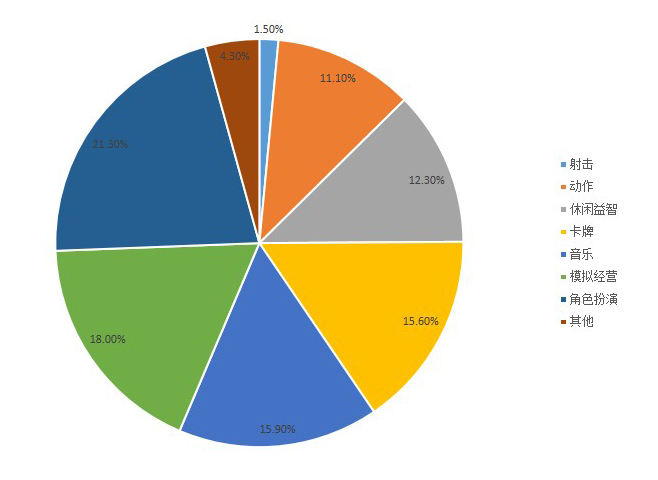 1.50%
4.30%
11.10%
21.30%
12.30%
15.60%
18.00%
15.90%
射击
动作
休闲益智
卡牌
音乐
模拟经营
角色扮演
其他